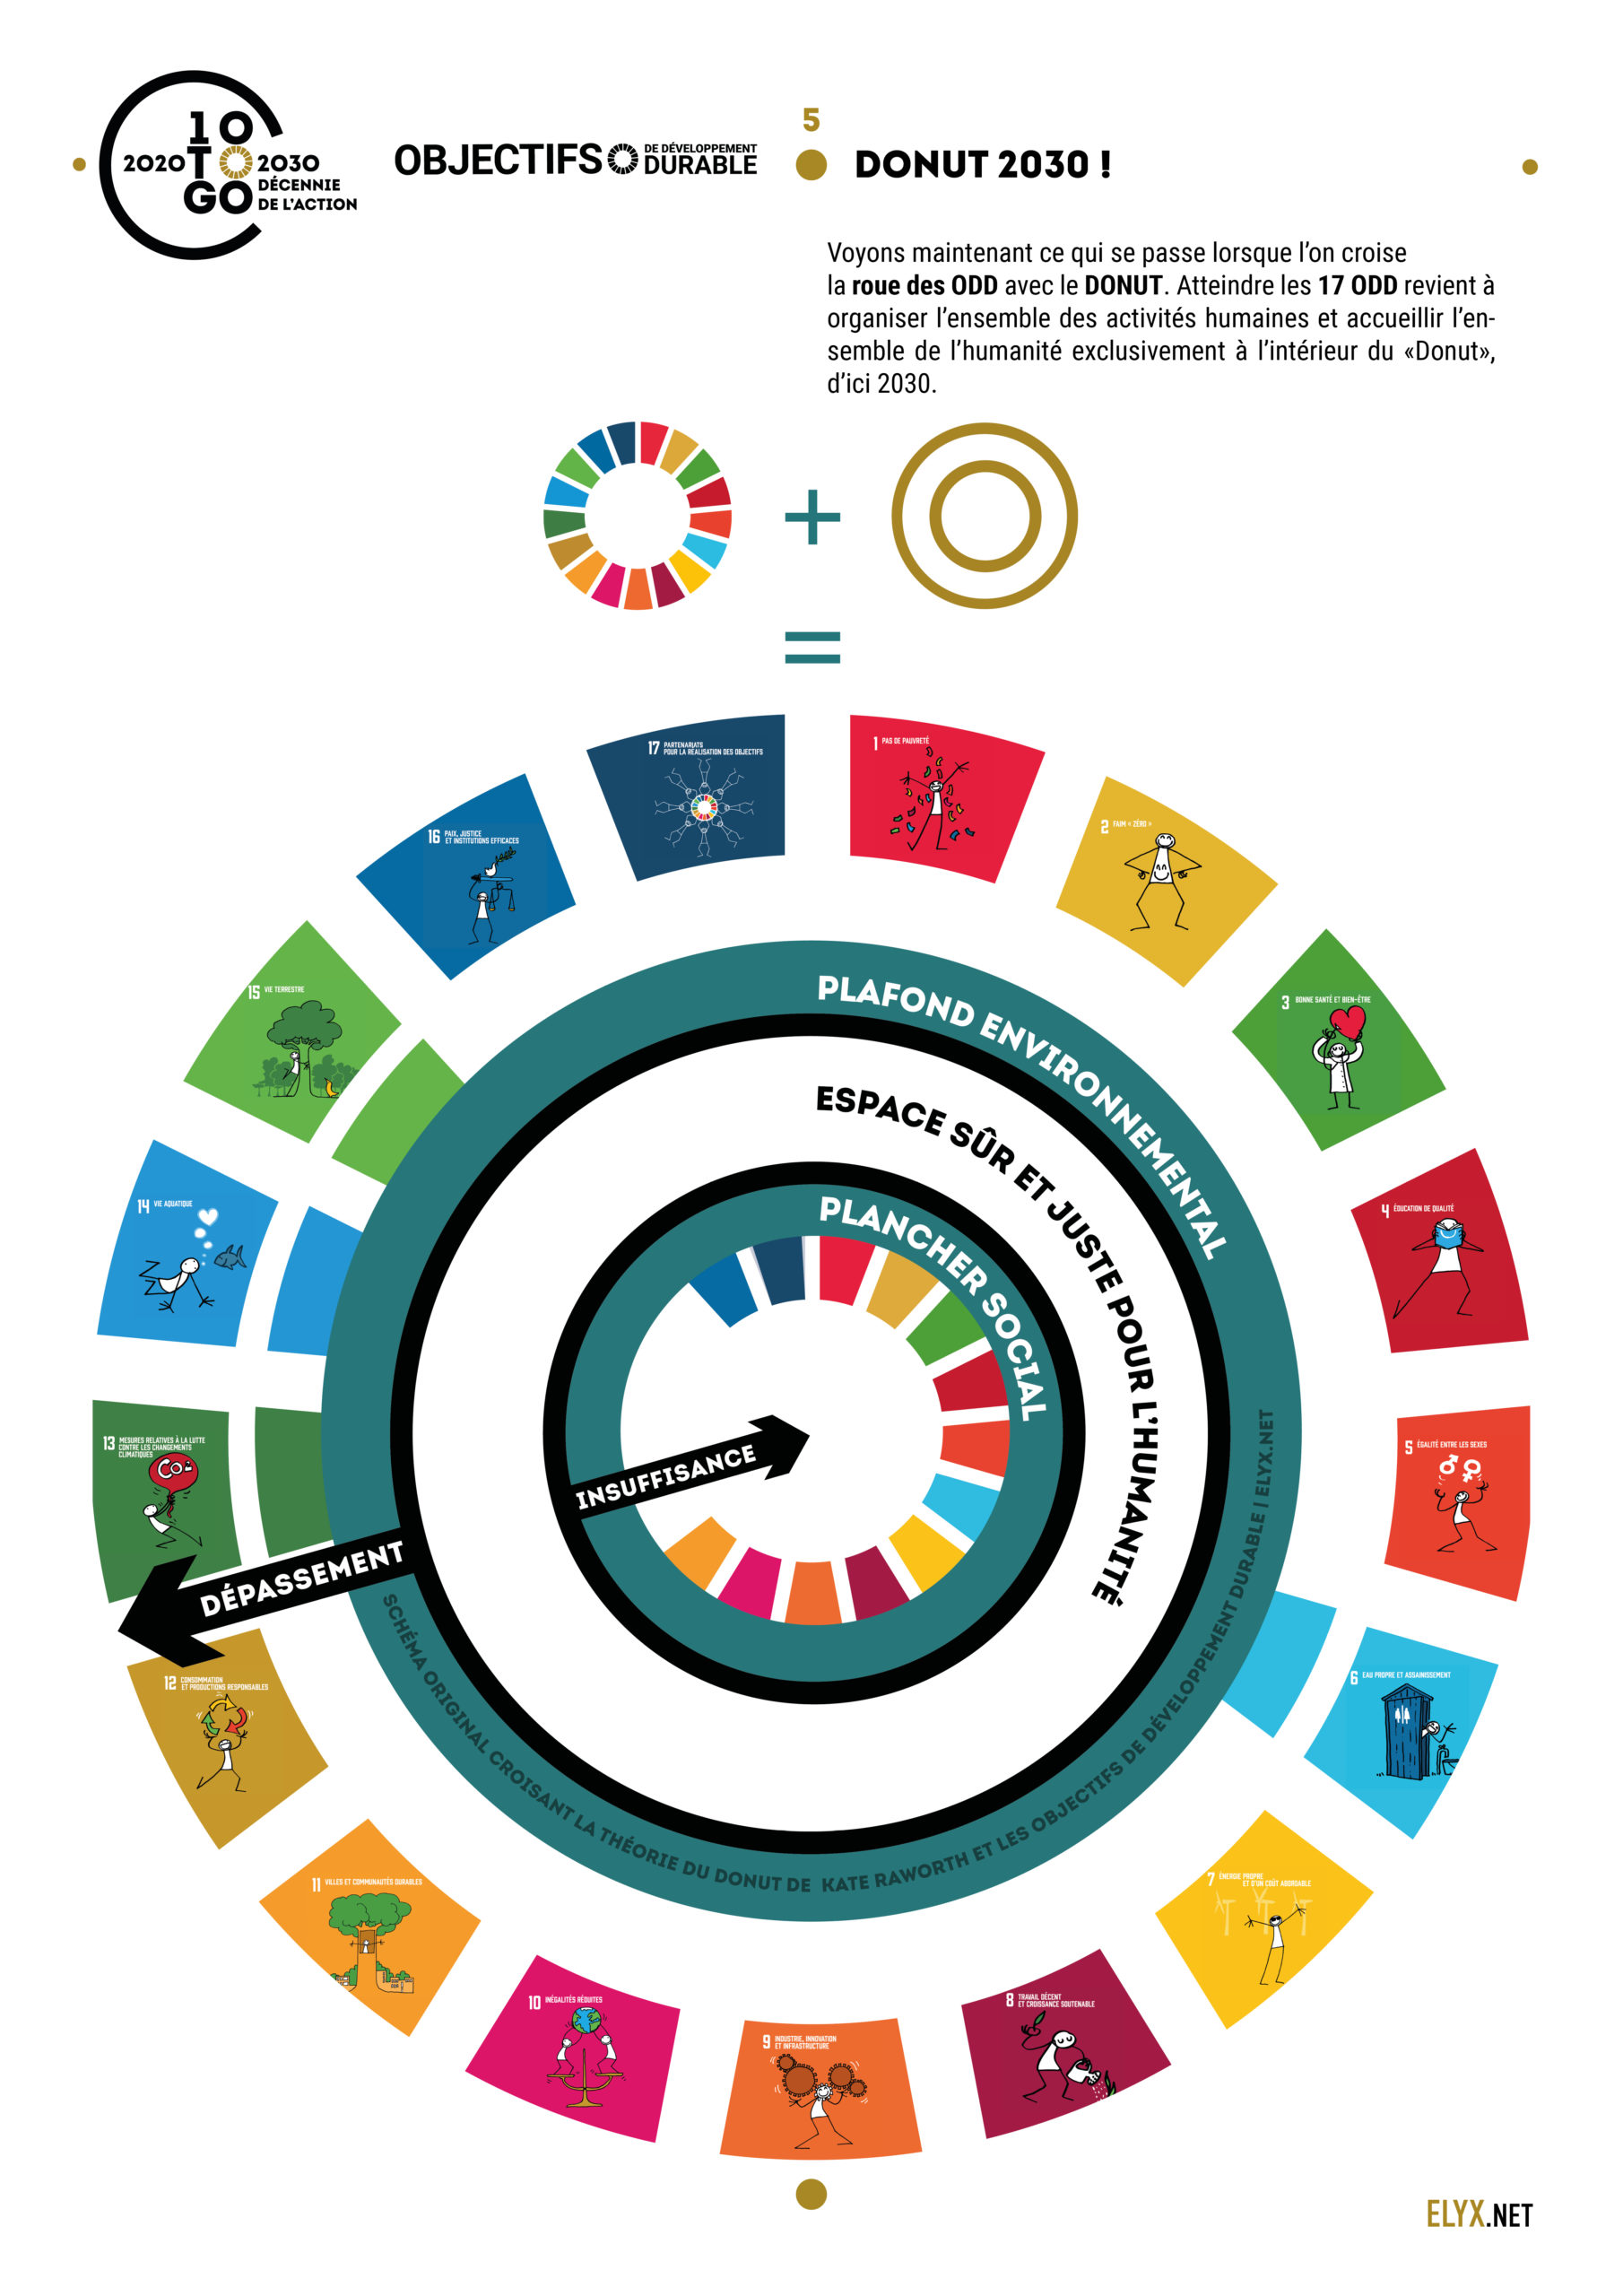 10
2020 TO 2030
GO DÉCENNIE
DE L'ACTION
OBJECTIFS DE DÉVELOPPEMENT
DURABLE
5
DONUT 2030 !
Voyons maintenant ce qui se passe lorsque l'on croise
la roue des ODD avec le DONUT. Atteindre les 17 ODD revient à
organiser l'ensemble des activités humaines et accueillir l'en-
semble de l'humanité exclusivement à l'intérieur du «Donut»,
d'ici 2030.
+
=
1 PAS DE PAUVRETÉ
2 FAIM « ZÉRO »
3 BONNE SANTÉ ET BIEN-ÊTRE
4 ÉDUCATION DE QUALITÉ
5 ÉGALITÉ ENTRE LES SEXES
6 EAU PROPRE ET ASSAINISSEMENT
7 ÉNERGIE PROPRE
ET D'UN COÛT ABORDABLE
8 TRAVAIL DÉCENT
ET CROISSANCE SOUTENABLE
9 INDUSTRIE, INNOVATION
ET INFRASTRUCTURE
10 INÉGALITÉS RÉDUITES
11 VILLES ET COMMUNAUTÉS DURABLES
12 CONSOMMATION
ET PRODUCTIONS RESPONSABLES
13 MESURES RELATIVES À LA LUTTE
CONTRE LES CHANGEMENTS
CLIMATIQUES
CO2
14 VIE AQUATIQUE
15 VIE TERRESTRE
16 PAIX, JUSTICE
ET INSTITUTIONS EFFICACES
17 PARTENARIATS
POUR LA RÉALISATION DES OBJECTIFS
PLAFOND ENVIRONNEMENTAL
ESPACE SÛR ET JUSTE POUR L'HUMANITÉ
PLANCHER SOCIAL
INSUFFISANCE
DÉPASSEMENT
SCHÉMA ORIGINAL CROISANT LA THÉORIE DU DONUT DE KATE RAWORTH ET LES OBJECTIFS DE DÉVELOPPEMENT DURABLE | ELYX.NET
ELYX.NET